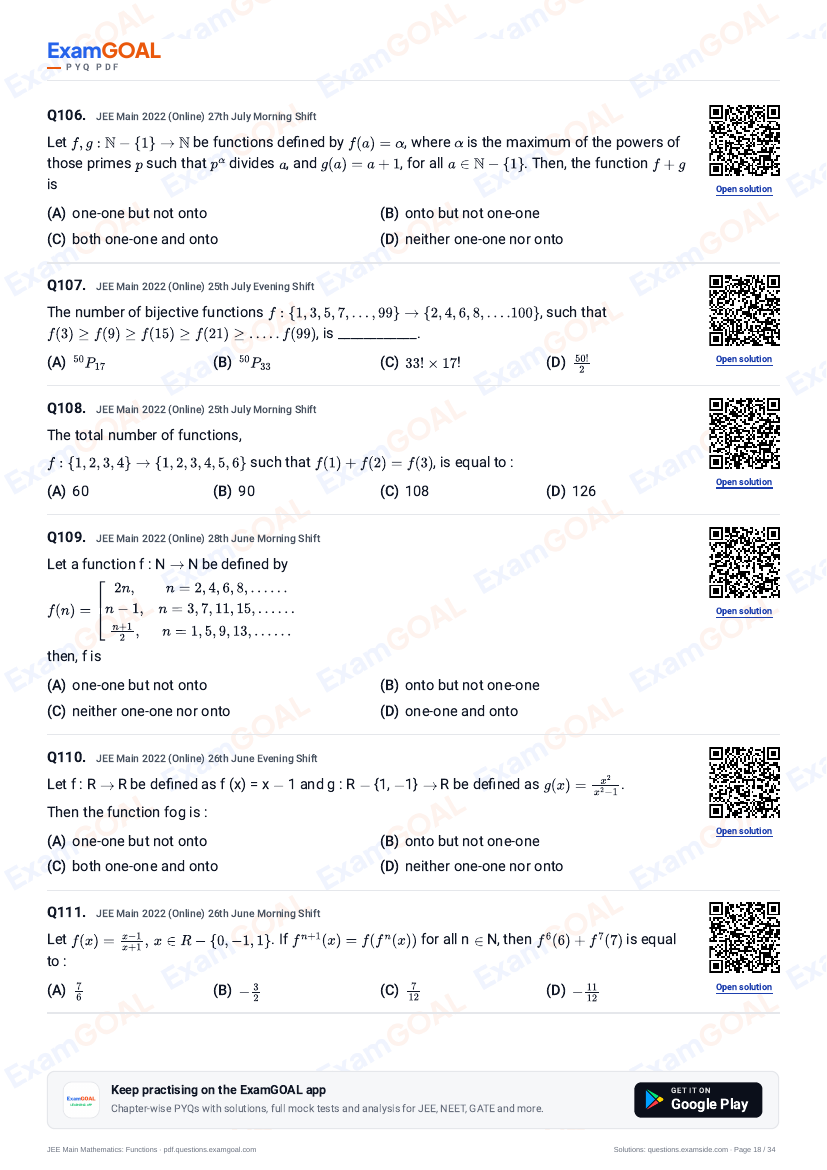 ExamGOAL
PYQ PDF
Q106. JEE Main 2022 (Online) 27th July Morning Shift
Let f, g : ℕ − {1} → ℕ be functions defined by f(a) = α, where α is the maximum of the powers of
those primes p such that p^α divides a, and g(a) = a + 1, for all a ∈ ℕ − {1}. Then, the function f + g
is
(A) one-one but not onto (B) onto but not one-one
(C) both one-one and onto (D) neither one-one nor onto
Open solution
Q107. JEE Main 2022 (Online) 25th July Evening Shift
The number of bijective functions f : {1, 3, 5, 7, . . . , 99} → {2, 4, 6, 8, . . . .100}, such that
f(3) ≥ f(9) ≥ f(15) ≥ f(21) ≥ . . . . . f(99), is ____________.
(A) ⁵⁰P₁₇ (B) ⁵⁰P₃₃ (C) 33! × 17! (D) 50!/2
Open solution
Q108. JEE Main 2022 (Online) 25th July Morning Shift
The total number of functions,
f : {1, 2, 3, 4} → {1, 2, 3, 4, 5, 6} such that f(1) + f(2) = f(3), is equal to :
(A) 60 (B) 90 (C) 108 (D) 126
Open solution
Q109. JEE Main 2022 (Online) 28th June Morning Shift
Let a function f : N → N be defined by
f(n) = [ 2n, n = 2, 4, 6, 8, . . . . . .
n − 1, n = 3, 7, 11, 15, . . . . . .
(n+1)/2, n = 1, 5, 9, 13, . . . . . .
then, f is
(A) one-one but not onto (B) onto but not one-one
(C) neither one-one nor onto (D) one-one and onto
Open solution
Q110. JEE Main 2022 (Online) 26th June Evening Shift
Let f : R → R be defined as f (x) = x − 1 and g : R − {1, −1} → R be defined as g(x) = x²/(x²−1).
Then the function fog is :
(A) one-one but not onto (B) onto but not one-one
(C) both one-one and onto (D) neither one-one nor onto
Open solution
Q111. JEE Main 2022 (Online) 26th June Morning Shift
Let f(x) = (x−1)/(x+1), x ∈ R − {0, −1, 1}. If fⁿ⁺¹(x) = f(fⁿ(x)) for all n ∈ N, then f⁶(6) + f⁷(7) is equal
to :
(A) 7/6 (B) −3/2 (C) 7/12 (D) −11/12
Open solution
Keep practising on the ExamGOAL app
Chapter-wise PYQs with solutions, full mock tests and analysis for JEE, NEET, GATE and more.
GET IT ON
Google Play
JEE Main Mathematics: Functions · pdf.questions.examgoal.com
Solutions: questions.examside.com · Page 18 / 34